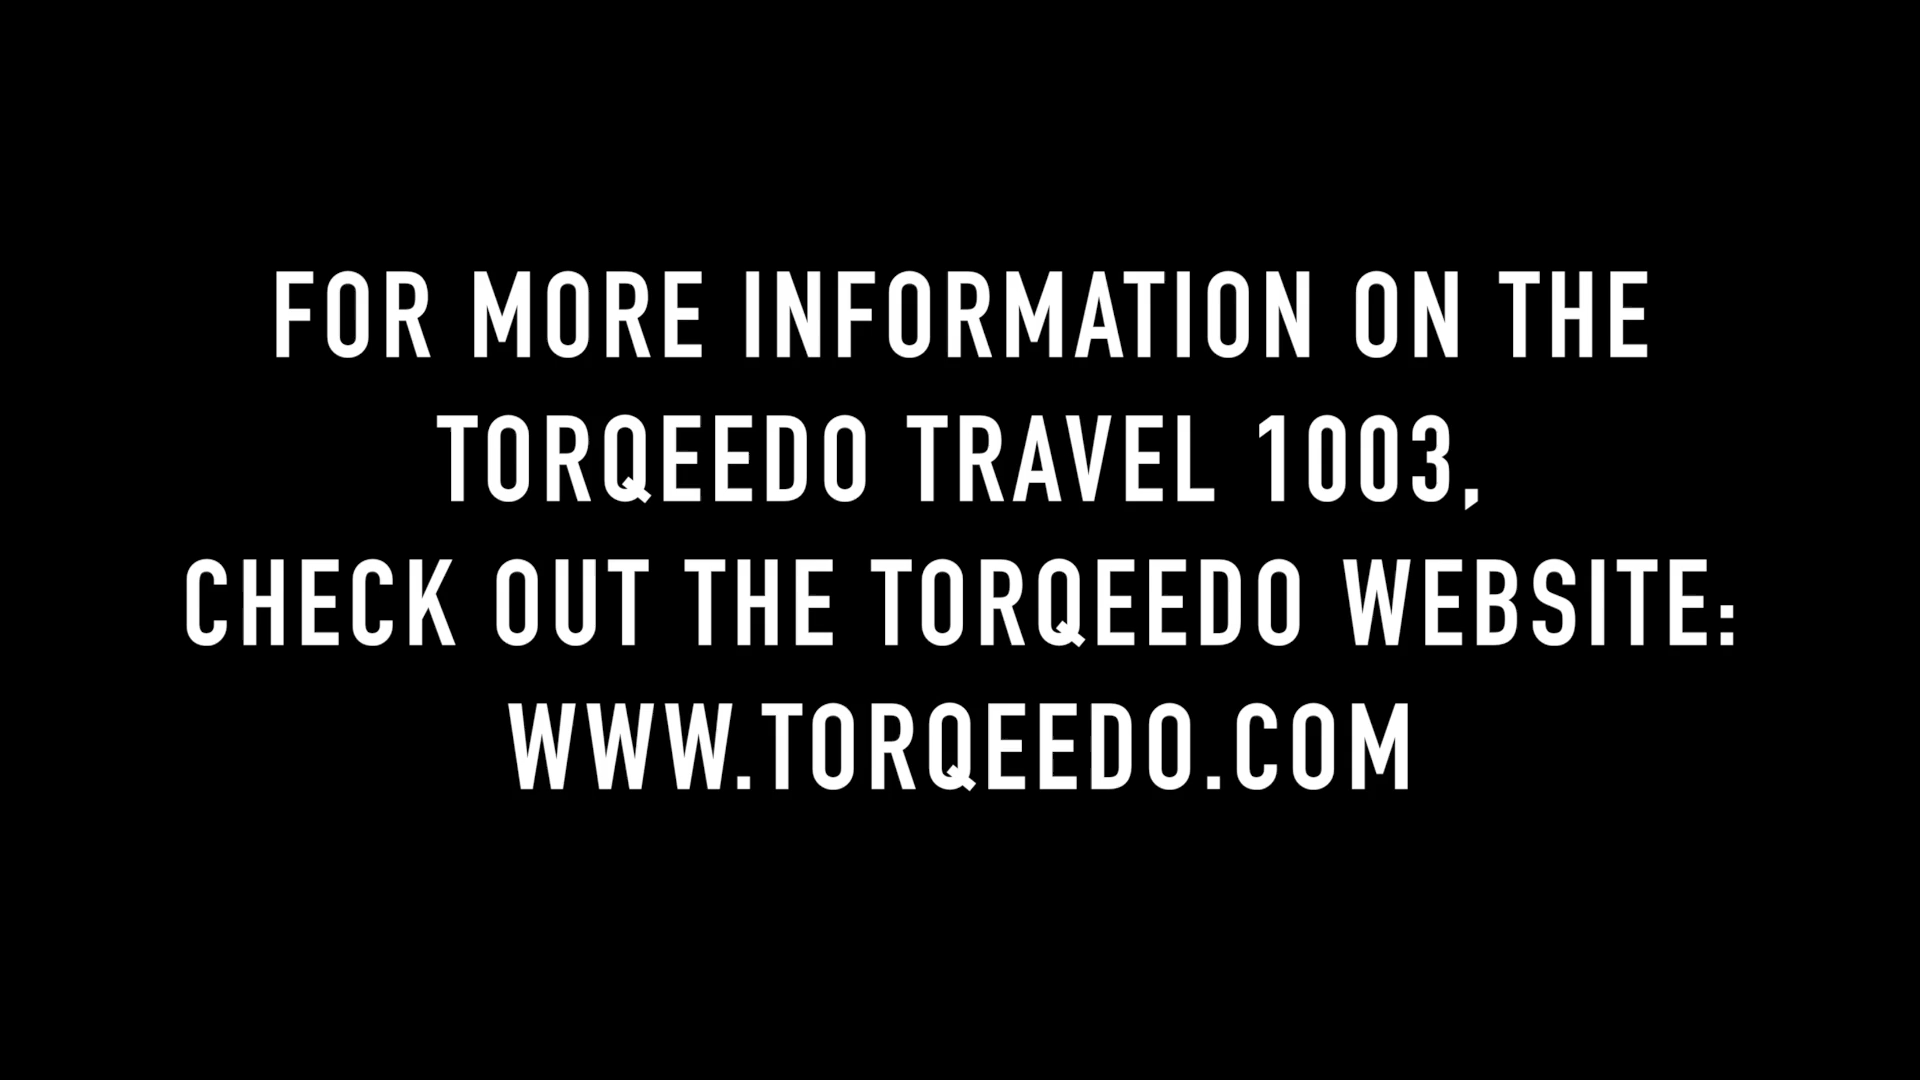 FOR MORE INFORMATION ON THE
TORQEEDO TRAVEL 1003,
CHECK OUT THE TORQEEDO WEBSITE:
WWW.TORQEEDO.COM